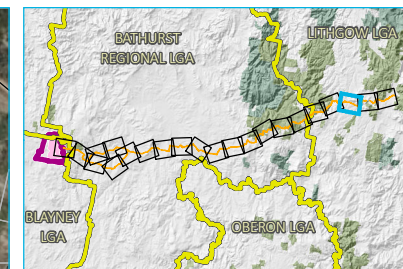 BATHURST
REGIONAL LGA
LITHGOW LGA
BLAYNEY
LGA
OBERON LGA